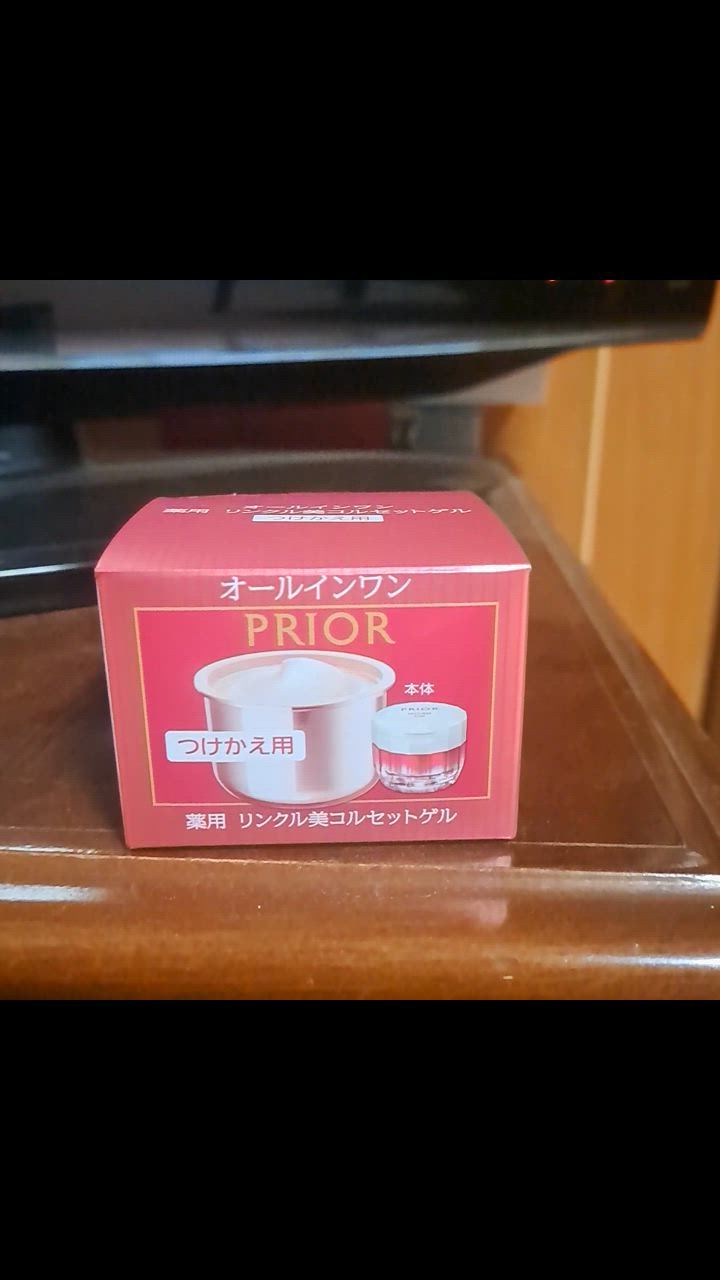 オールインワン
薬用 リンクル美コルセットゲル
つけかえ用
オールインワン
PRIOR
本体
PRIOR
つけかえ用
薬用 リンクル美コルセットゲル